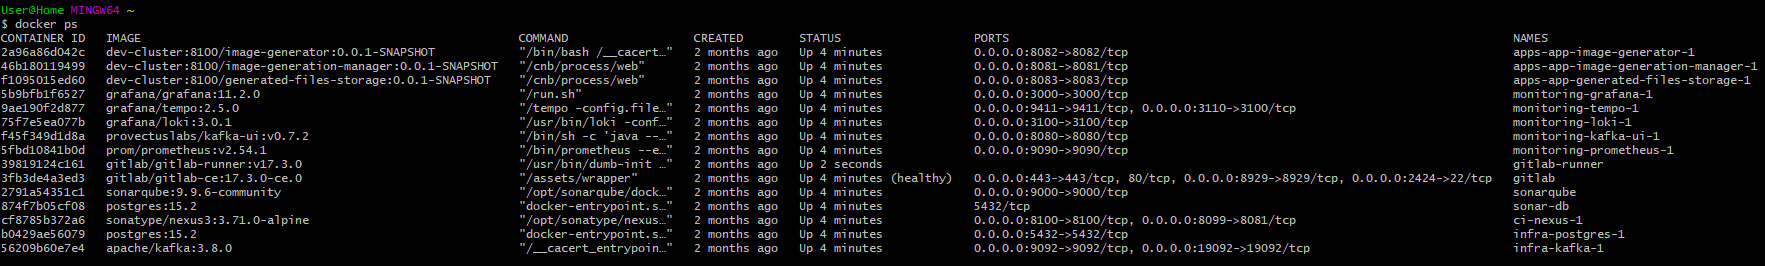 User@Home MINGW64 ~
$ docker ps
CONTAINER ID   IMAGE                                                      COMMAND                  CREATED        STATUS                   PORTS                                                                        NAMES
2a96a86d042c   dev-cluster:8100/image-generator:0.0.1-SNAPSHOT            "/bin/bash /__cacert…"   2 months ago   Up 4 minutes             0.0.0.0:8082->8082/tcp                                                       apps-app-image-generator-1
46b180119499   dev-cluster:8100/image-generation-manager:0.0.1-SNAPSHOT   "/cnb/process/web"       2 months ago   Up 4 minutes             0.0.0.0:8081->8081/tcp                                                       apps-app-image-generation-manager-1
f1095015ed60   dev-cluster:8100/generated-files-storage:0.0.1-SNAPSHOT    "/cnb/process/web"       2 months ago   Up 4 minutes             0.0.0.0:8083->8083/tcp                                                       apps-app-generated-files-storage-1
5b9bfb1f6527   grafana/grafana:11.2.0                                     "/run.sh"                2 months ago   Up 4 minutes             0.0.0.0:3000->3000/tcp                                                       monitoring-grafana-1
9ae190f2d877   grafana/tempo:2.5.0                                        "/tempo -config.file…"   2 months ago   Up 4 minutes             0.0.0.0:9411->9411/tcp, 0.0.0.0:3110->3100/tcp                               monitoring-tempo-1
75f7e5ea077b   grafana/loki:3.0.1                                         "/usr/bin/loki -conf…"   2 months ago   Up 4 minutes             0.0.0.0:3100->3100/tcp                                                       monitoring-loki-1
f45f349d1d8a   provectuslabs/kafka-ui:v0.7.2                              "/bin/sh -c 'java --…"   2 months ago   Up 4 minutes             0.0.0.0:8080->8080/tcp                                                       monitoring-kafka-ui-1
5fbd10841b0d   prom/prometheus:v2.54.1                                    "/bin/prometheus --e…"   2 months ago   Up 4 minutes             0.0.0.0:9090->9090/tcp                                                       monitoring-prometheus-1
39819124c161   gitlab/gitlab-runner:v17.3.0                               "/usr/bin/dumb-init …"   2 months ago   Up 2 seconds                                                                                                          gitlab-runner
3fb3de4a3ed3   gitlab/gitlab-ce:17.3.0-ce.0                               "/assets/wrapper"        2 months ago   Up 4 minutes (healthy)   0.0.0.0:443->443/tcp, 80/tcp, 0.0.0.0:8929->8929/tcp, 0.0.0.0:2424->22/tcp   gitlab
2791a54351c1   sonarqube:9.9.6-community                                  "/opt/sonarqube/dock…"   2 months ago   Up 4 minutes             0.0.0.0:9000->9000/tcp                                                       sonarqube
874f7b05cf08   postgres:15.2                                              "docker-entrypoint.s…"   2 months ago   Up 4 minutes             5432/tcp                                                                     sonar-db
cf8785b372a6   sonatype/nexus3:3.71.0-alpine                              "/opt/sonatype/nexus…"   2 months ago   Up 4 minutes             0.0.0.0:8100->8100/tcp, 0.0.0.0:8099->8081/tcp                               ci-nexus-1
b0429ae56079   postgres:15.2                                              "docker-entrypoint.s…"   2 months ago   Up 4 minutes             0.0.0.0:5432->5432/tcp                                                       infra-postgres-1
56209b60e7e4   apache/kafka:3.8.0                                         "/__cacert_entrypoin…"   2 months ago   Up 4 minutes             0.0.0.0:9092->9092/tcp, 0.0.0.0:19092->19092/tcp                             infra-kafka-1